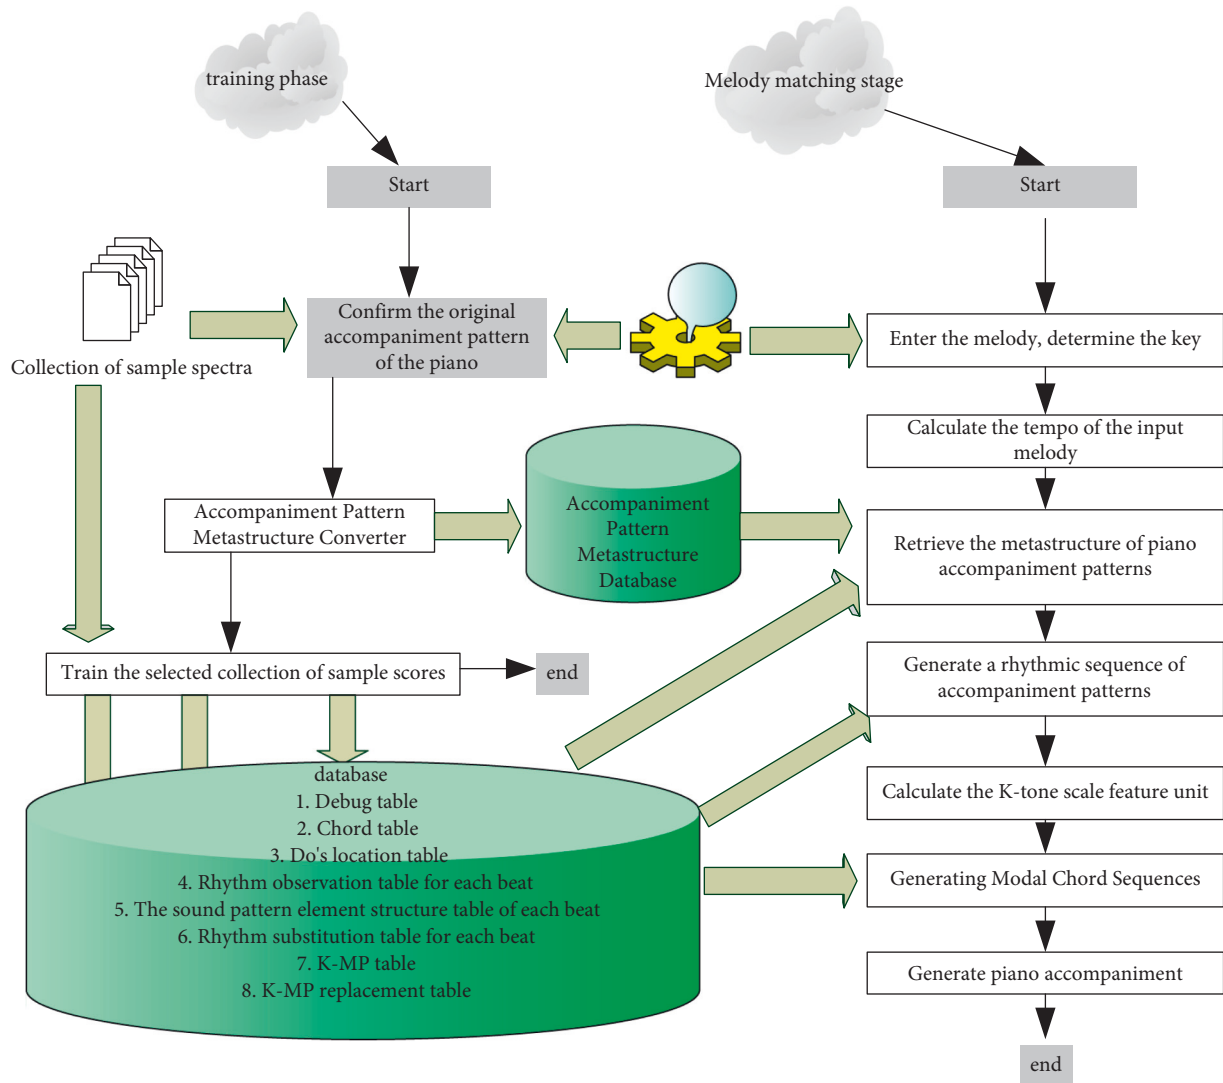 training phase
Melody matching stage
Start
Start
Collection of sample spectra
Confirm the original
accompaniment pattern
of the piano
Enter the melody, determine the key
Calculate the tempo of the input
melody
Accompaniment Pattern
Metastructure Converter
Accompaniment
Pattern
Metastructure
Database
Retrieve the metastructure of piano
accompaniment patterns
Train the selected collection of sample scores
end
Generate a rhythmic sequence of
accompaniment patterns
database
1. Debug table
2. Chord table
3. Do's location table
4. Rhythm observation table for each beat
5. The sound pattern element structure table of each beat
6. Rhythm substitution table for each beat
7. K-MP table
8. K-MP replacement table
Calculate the K-tone scale feature unit
Generating Modal Chord Sequences
Generate piano accompaniment
end